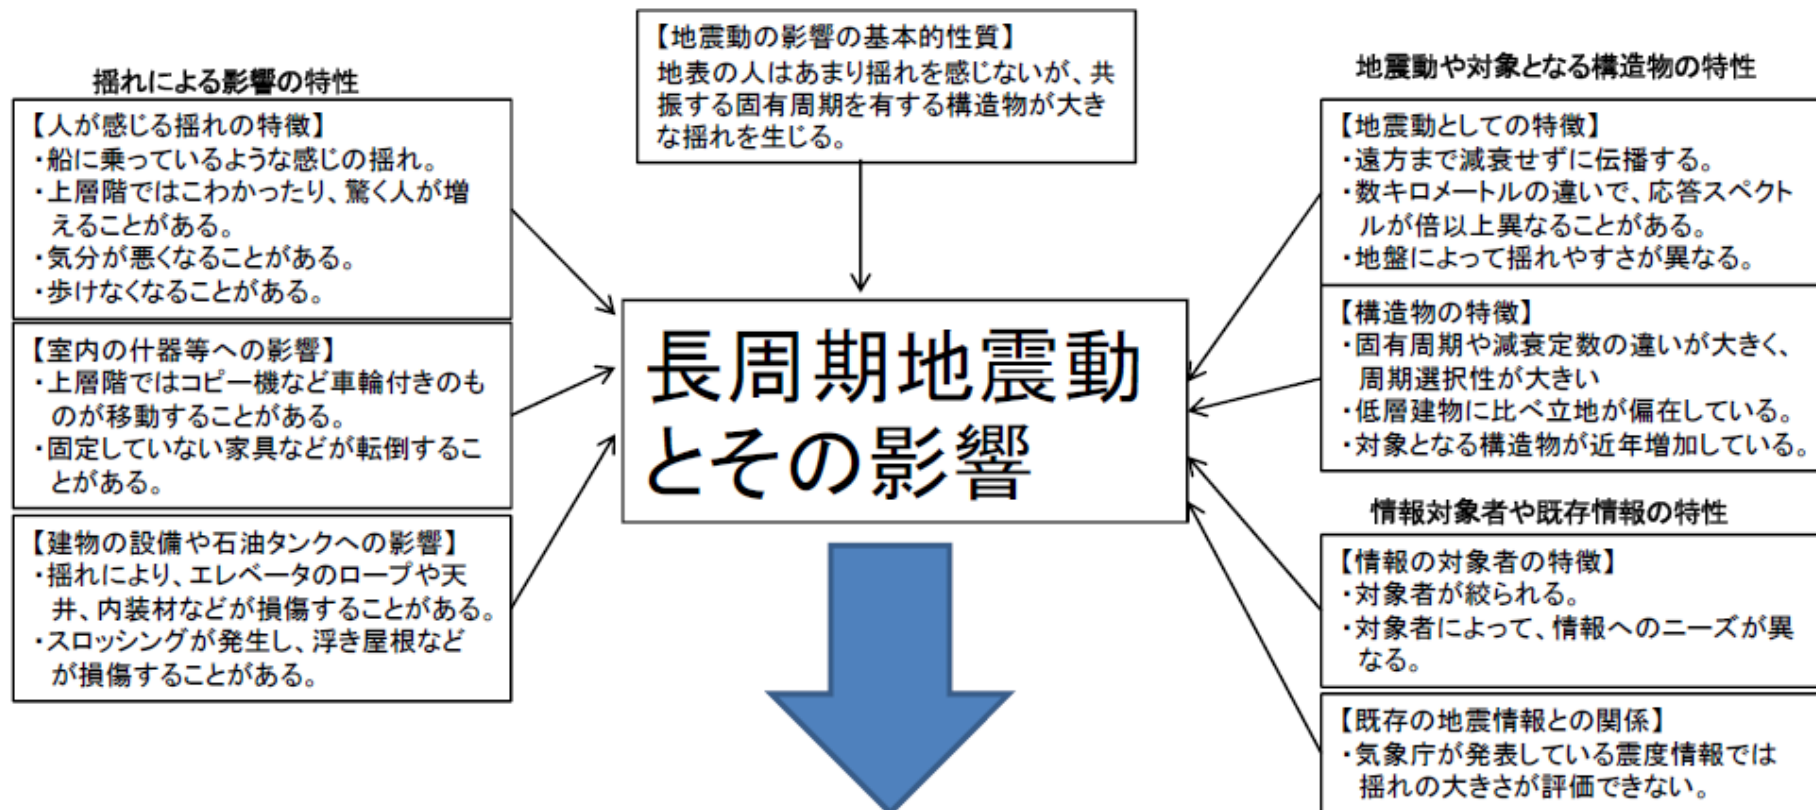 【地震動の影響の基本的性質】
地表の人はあまり揺れを感じないが、共
振する固有周期を有する構造物が大き
な揺れを生じる。
揺れによる影響の特性
【人が感じる揺れの特徴】
・船に乗っているような感じの揺れ。
・上層階ではこわかったり、驚く人が増
えることがある。
・気分が悪くなることがある。
・歩けなくなることがある。
【室内の什器等への影響】
・上層階ではコピー機など車輪付きのも
のが移動することがある。
・固定していない家具などが転倒するこ
とがある。
【建物の設備や石油タンクへの影響】
・揺れにより、エレベータのロープや天
井、内装材などが損傷することがある。
・スロッシングが発生し、浮き屋根など
が損傷することがある。
長周期地震動
とその影響
地震動や対象となる構造物の特性
【地震動としての特徴】
・遠方まで減衰せずに伝播する。
・数キロメートルの違いで、応答スペクト
ルが倍以上異なることがある。
・地盤によって揺れやすさが異なる。
【構造物の特徴】
・固有周期や減衰定数の違いが大きく、
周期選択性が大きい
・低層建物に比べ立地が偏在している。
・対象となる構造物が近年増加している。
情報対象者や既存情報の特性
【情報の対象者の特徴】
・対象者が絞られる。
・対象者によって、情報へのニーズが異
なる。
【既存の地震情報との関係】
・気象庁が発表している震度情報では
揺れの大きさが評価できない。